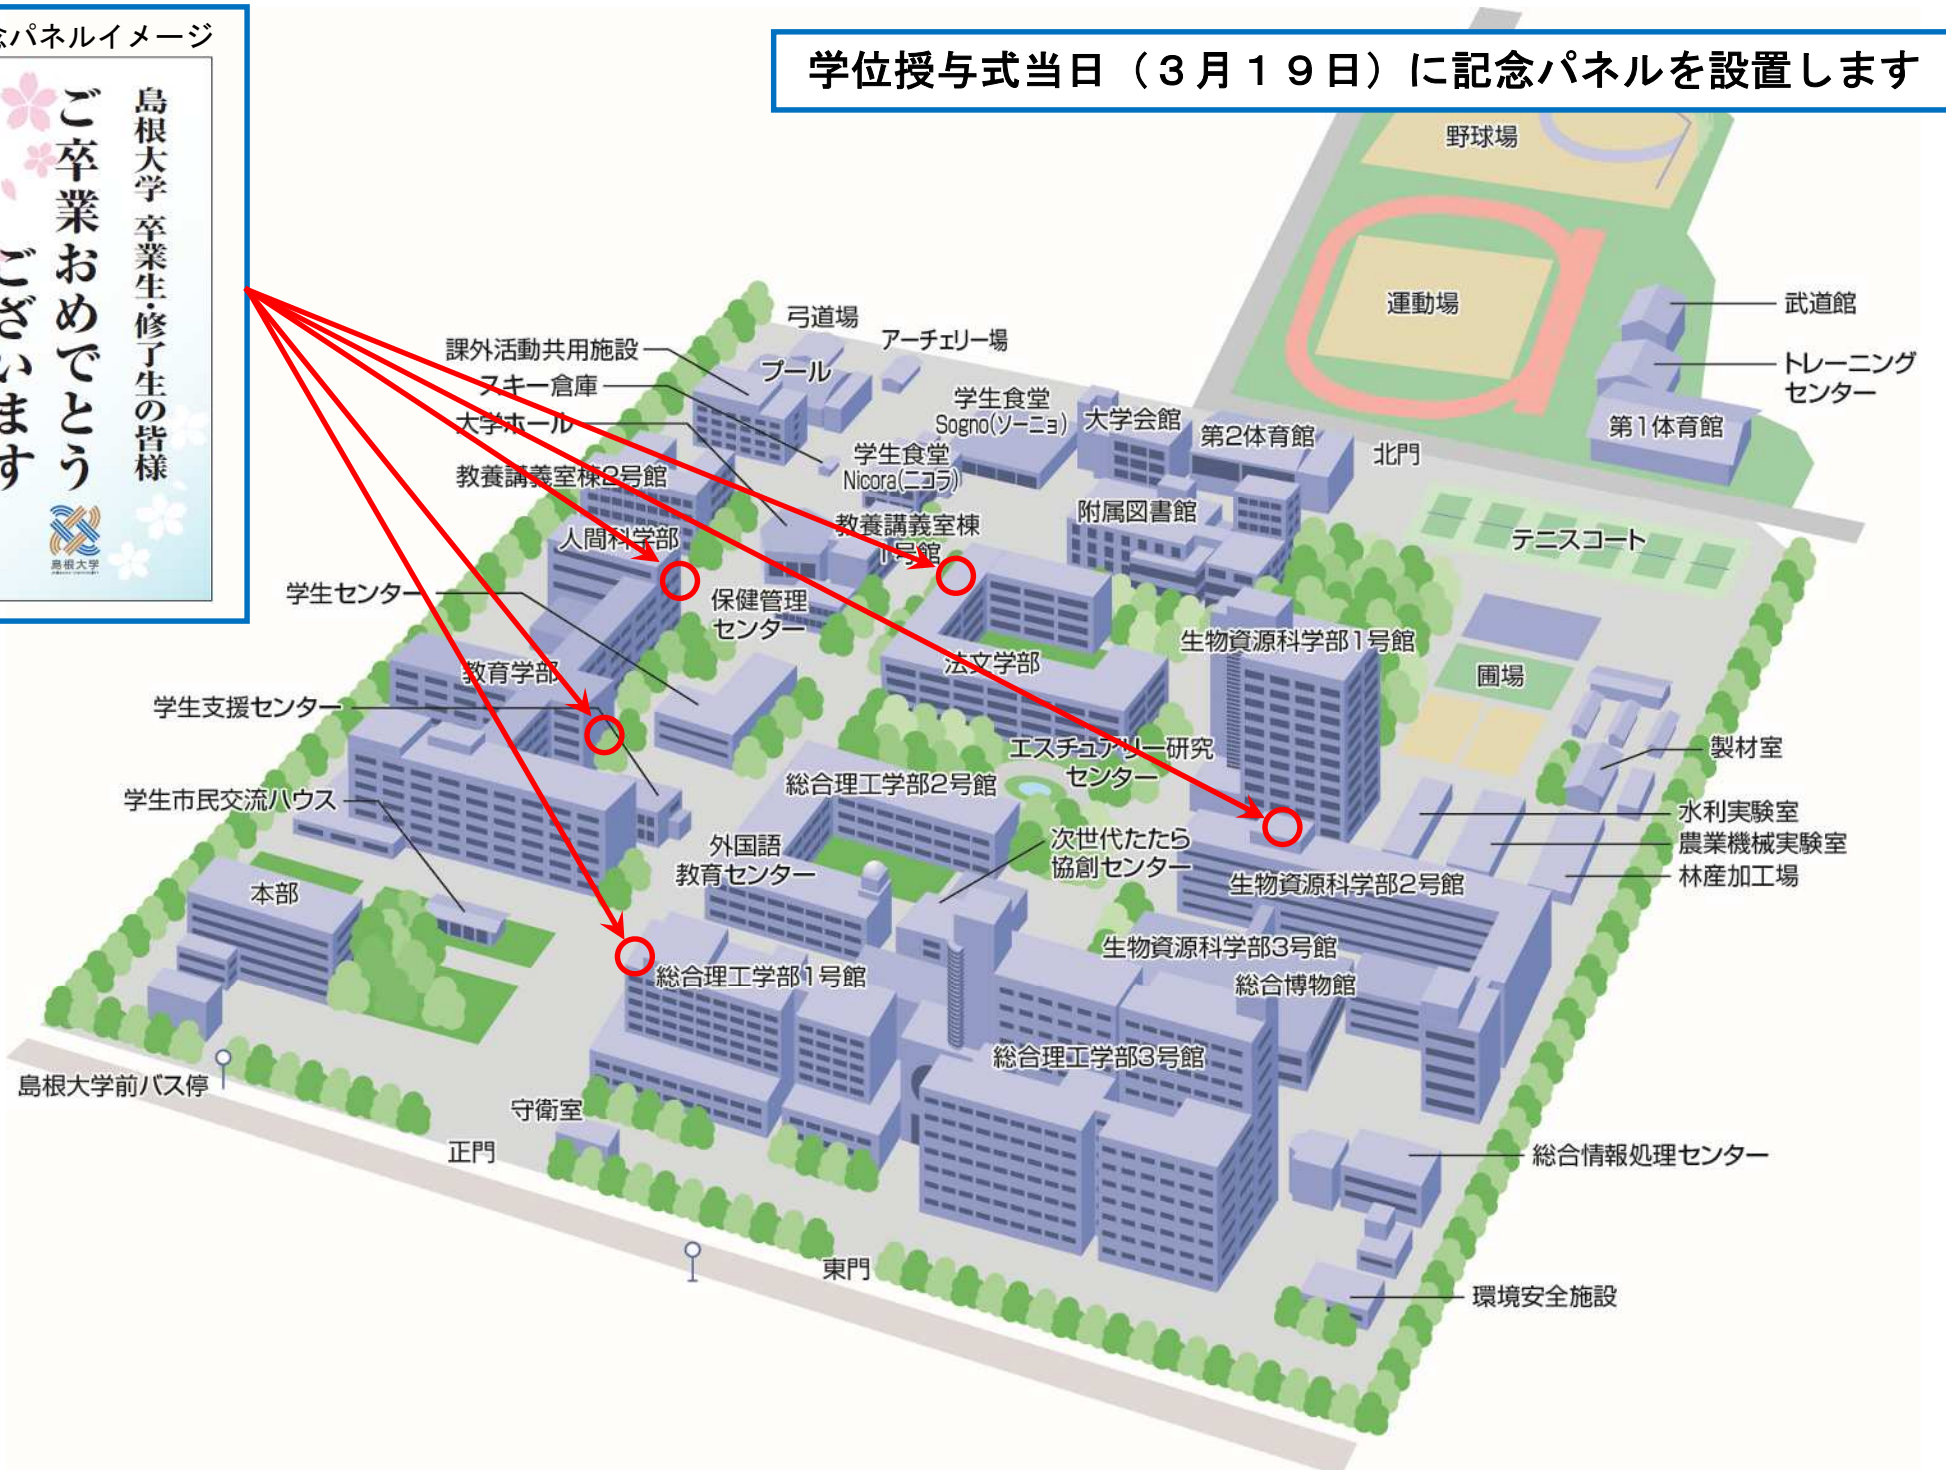 念パネルイメージ
島根大学 卒業生・修了生の皆様
ご卒業おめでとう
ございます
島根大学
学位授与式当日（３月１９日）に記念パネルを設置します
野球場
運動場
武道館
トレーニング
センター
第1体育館
弓道場
アーチェリー場
課外活動共用施設
プール
スキー倉庫
大学ホール
学生食堂
Sogno(ソーニョ)
大学会館
第2体育館
北門
学生食堂
Nicora(ニコラ)
教養講義室棟2号館
附属図書館
教養講義室棟
1号館
人間科学部
テニスコート
学生センター
保健管理
センター
生物資源科学部1号館
法文学部
教育学部
圃場
学生支援センター
エスチュアリー研究
センター
製材室
総合理工学部2号館
学生市民交流ハウス
水利実験室
農業機械実験室
林産加工場
外国語
教育センター
次世代たたら
協創センター
生物資源科学部2号館
本部
生物資源科学部3号館
総合理工学部1号館
総合博物館
総合理工学部3号館
島根大学前バス停
守衛室
正門
総合情報処理センター
東門
環境安全施設